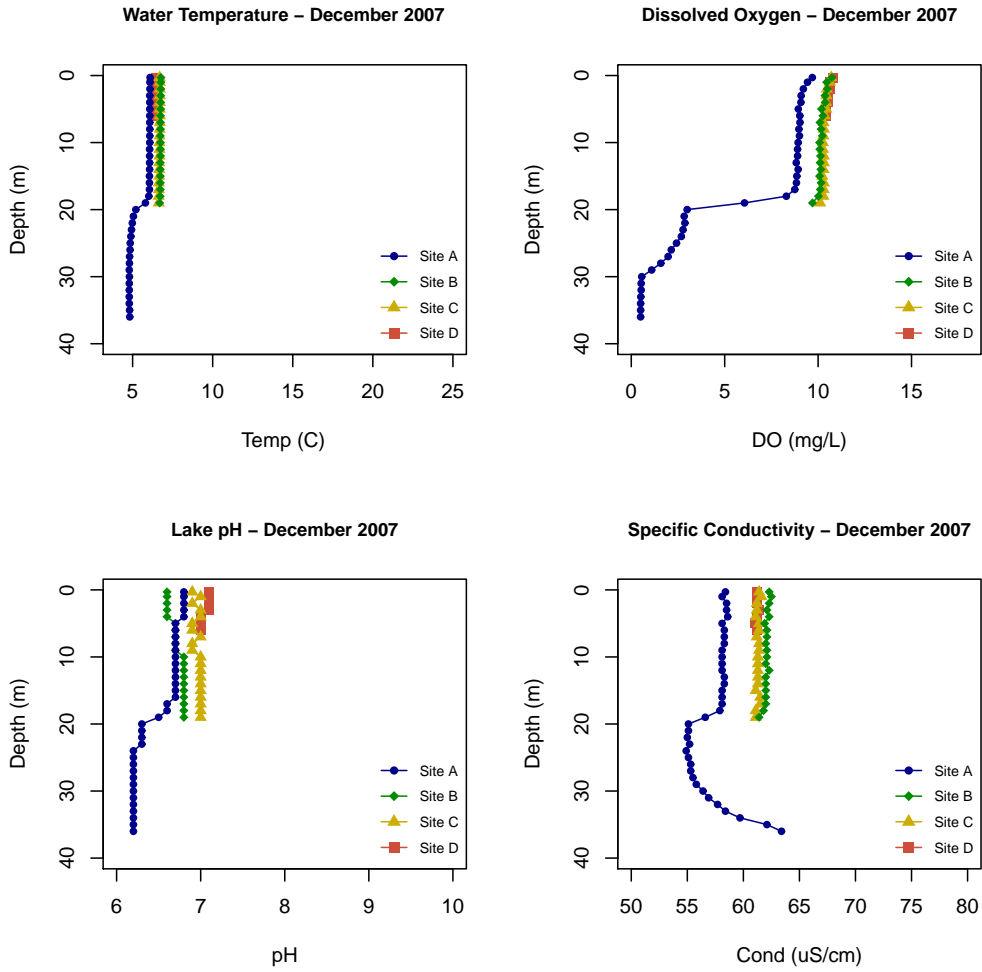 Water Temperature – December 2007
0
10
20
30
40
Depth (m)
Site A
Site B
Site C
Site D
5 10 15 20 25
Temp (C)
Dissolved Oxygen – December 2007
0
10
20
30
40
Depth (m)
Site A
Site B
Site C
Site D
0 5 10 15
DO (mg/L)
Lake pH – December 2007
0
10
20
30
40
Depth (m)
Site A
Site B
Site C
Site D
6 7 8 9 10
pH
Specific Conductivity – December 2007
0
10
20
30
40
Depth (m)
Site A
Site B
Site C
Site D
50 55 60 65 70 75 80
Cond (uS/cm)